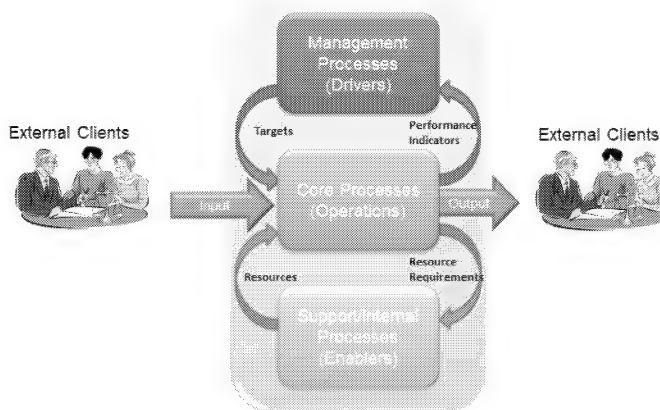 Management
Processes
(Drivers)
External Clients
Targets
Performance
Indicators
External Clients
Input
Core Processes
(Operations)
Output
Resources
Resource
Requirements
Support/Internal
Processes
(Enablers)